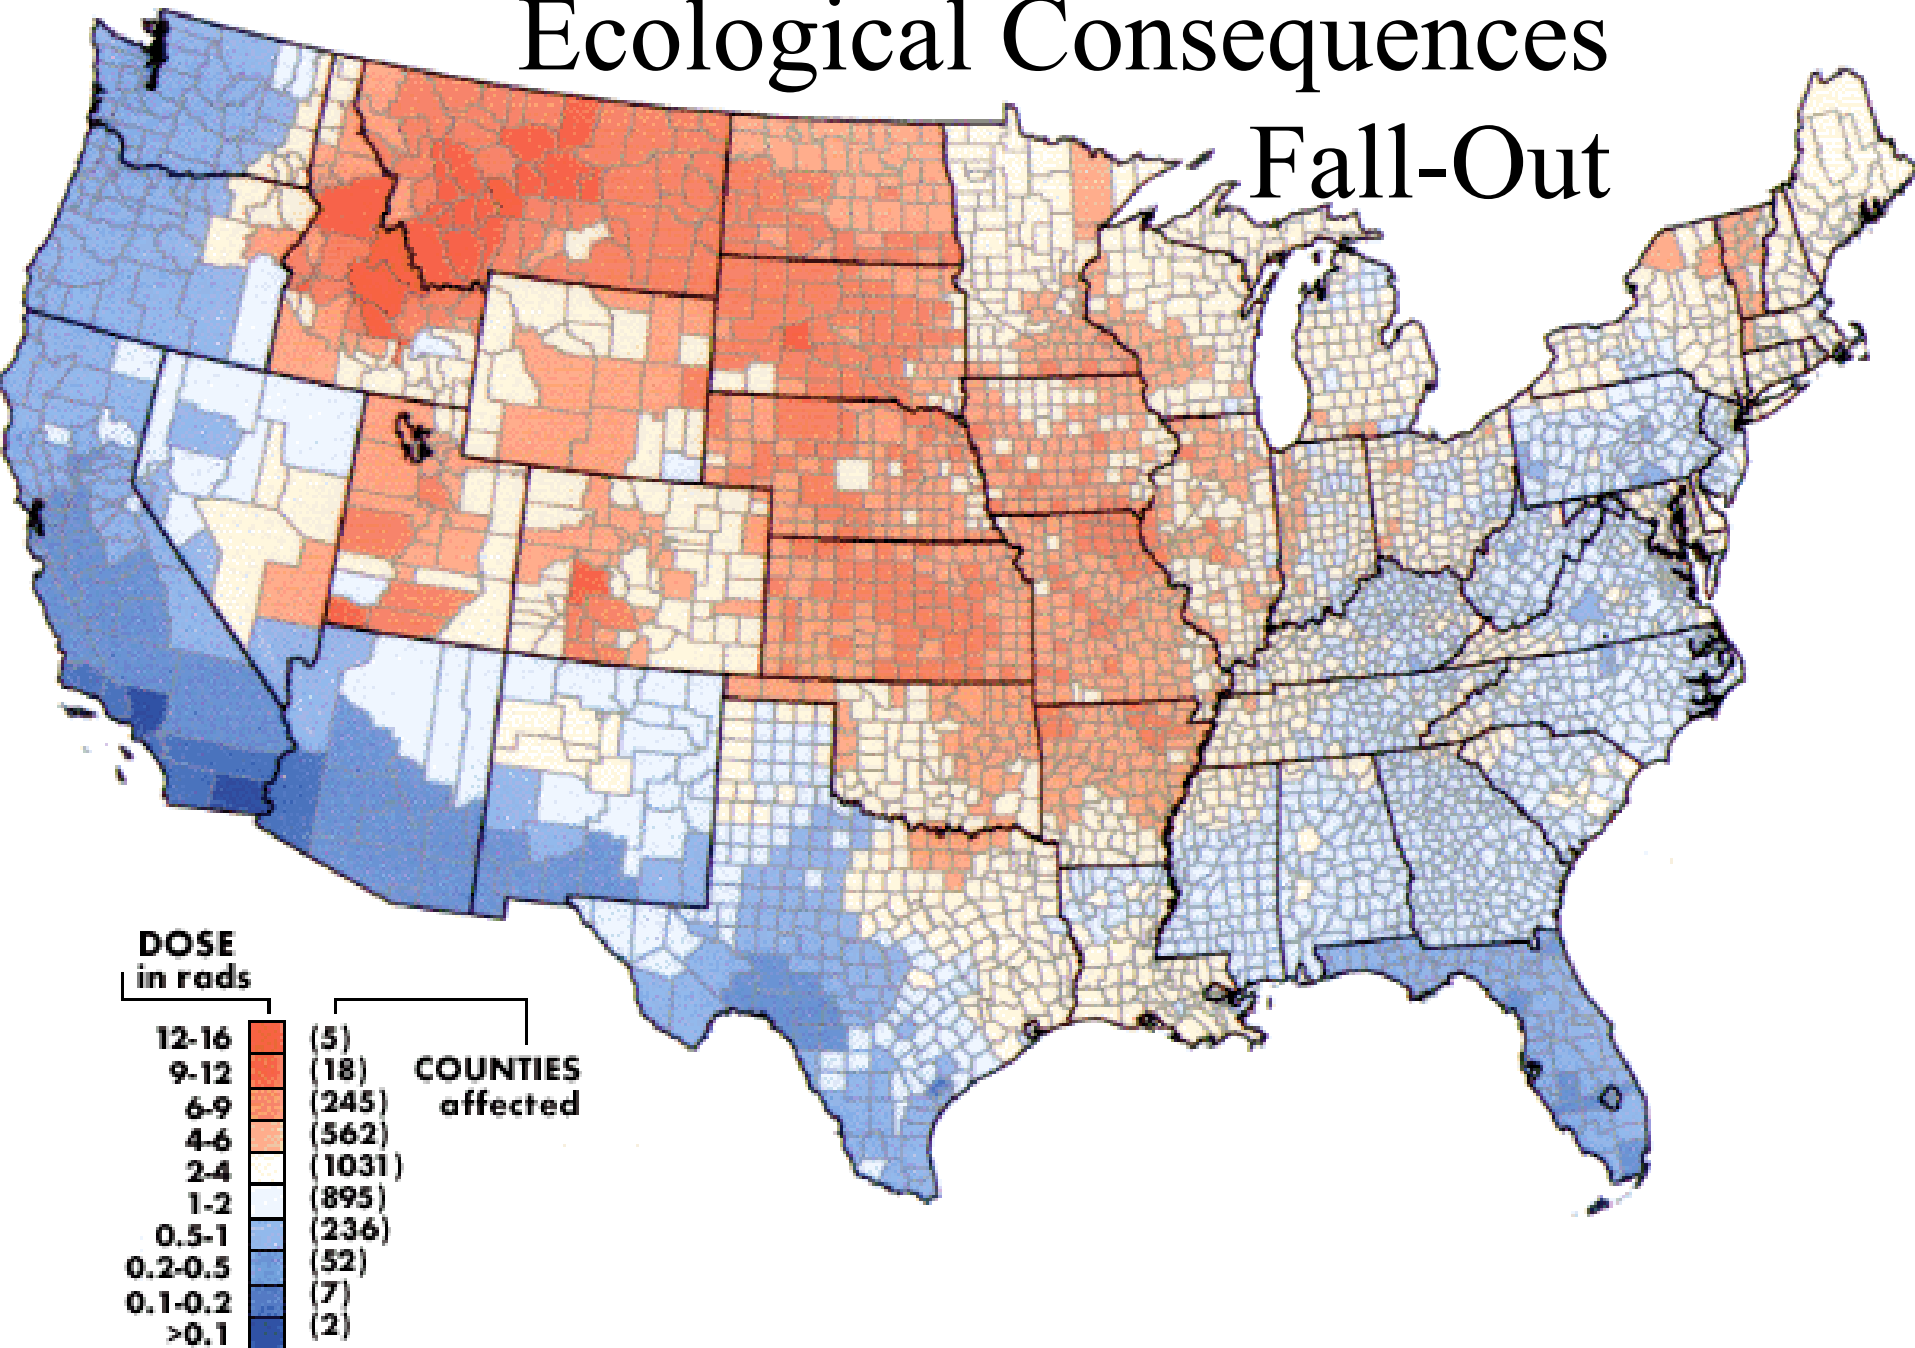 Ecological Consequences
Fall-Out
DOSE
in rads
COUNTIES
affected
12-16 (5)
9-12 (18)
6-9 (245)
4-6 (562)
2-4 (1031)
1-2 (895)
0.5-1 (236)
0.2-0.5 (52)
0.1-0.2 (7)
>0.1 (2)